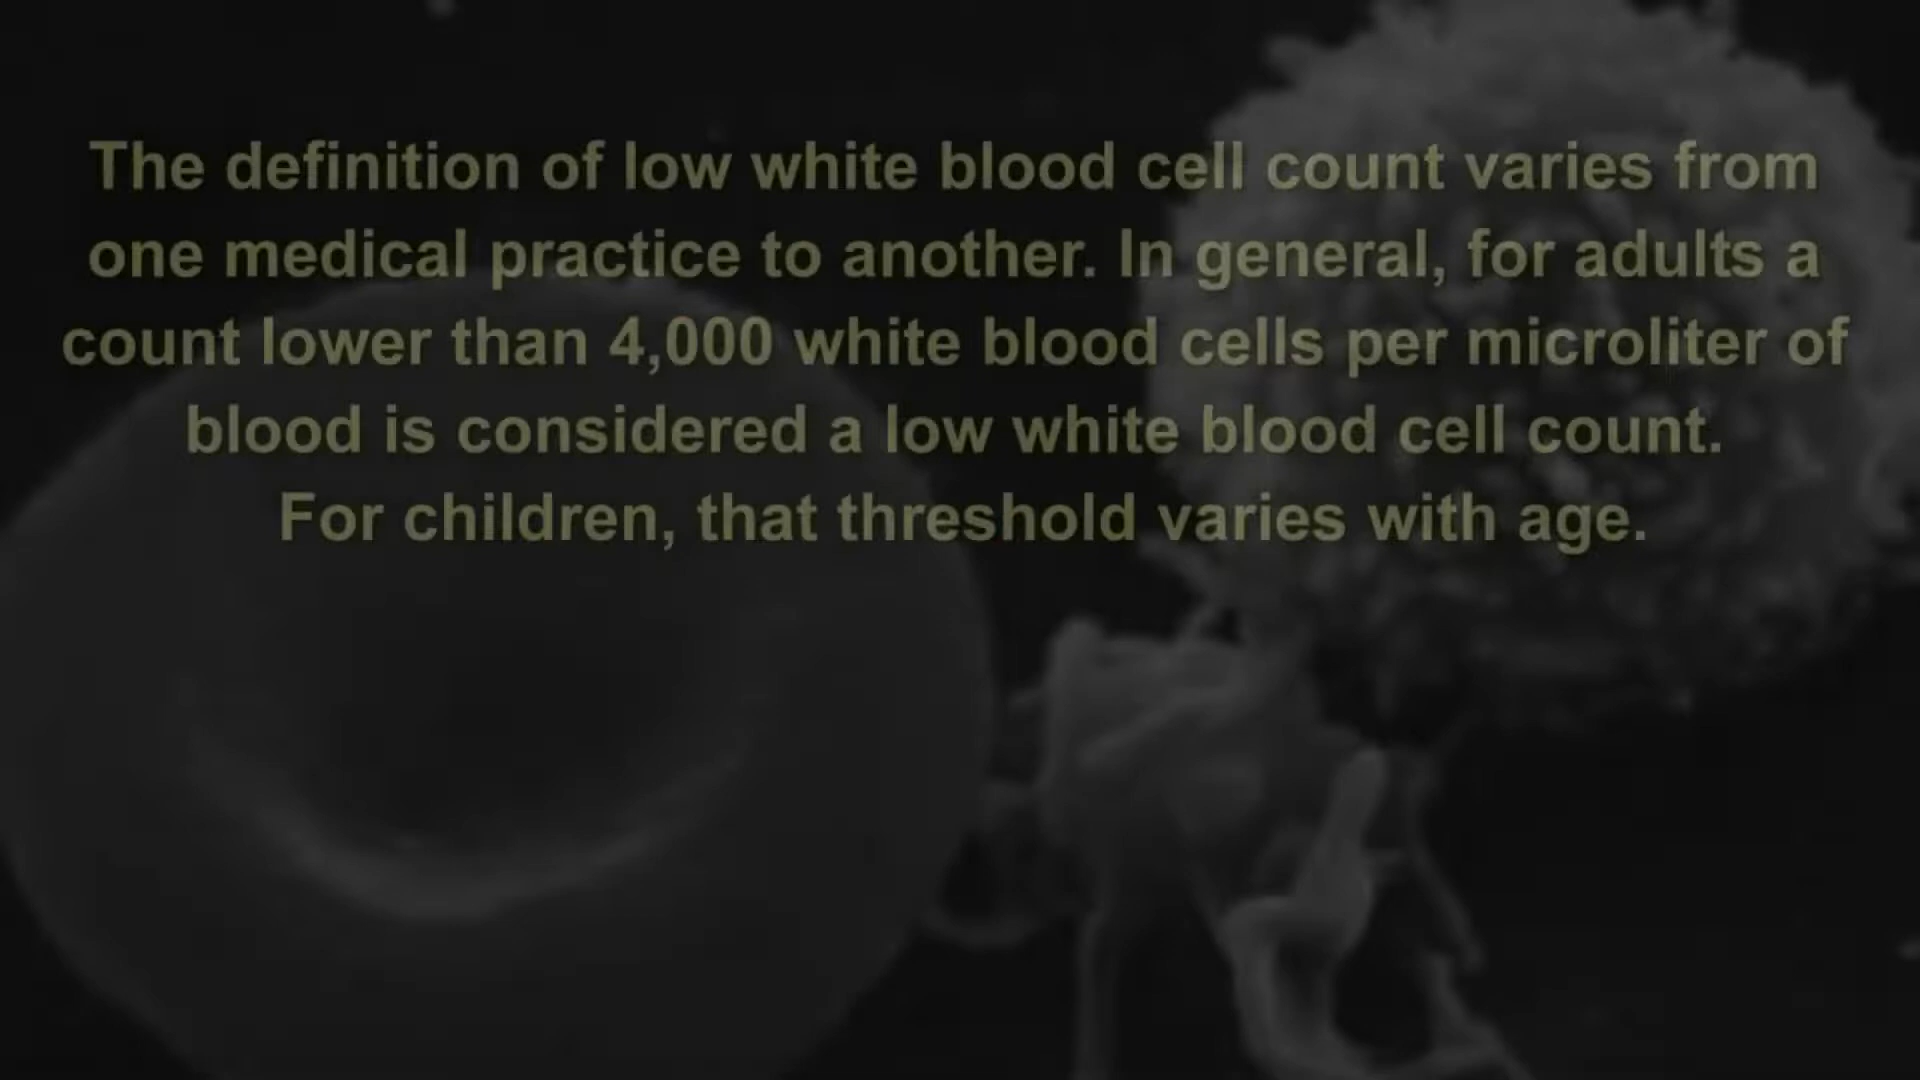 The definition of low white blood cell count varies from
one medical practice to another. In general, for adults a
count lower than 4,000 white blood cells per microliter of
blood is considered a low white blood cell count.
For children, that threshold varies with age.